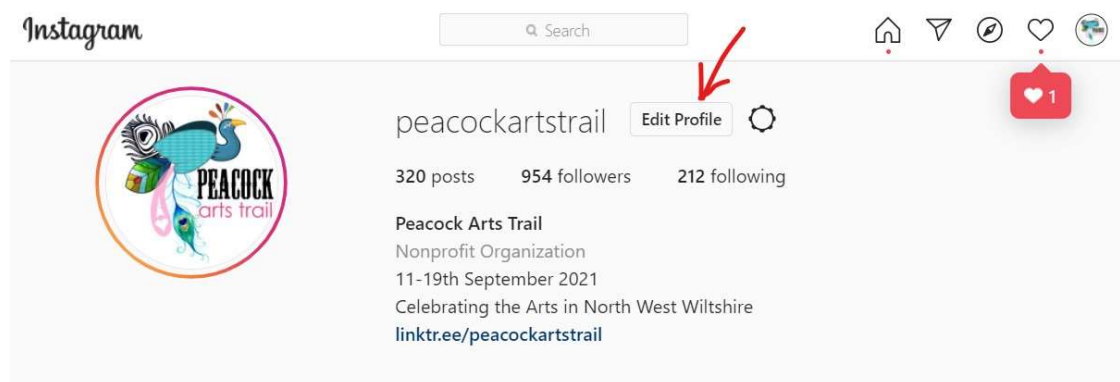 Instagram
Search
1
peacockartstrail Edit Profile
320 posts 954 followers 212 following
PEACOCK
arts trail
Peacock Arts Trail
Nonprofit Organization
11-19th September 2021
Celebrating the Arts in North West Wiltshire
linktr.ee/peacockartstrail